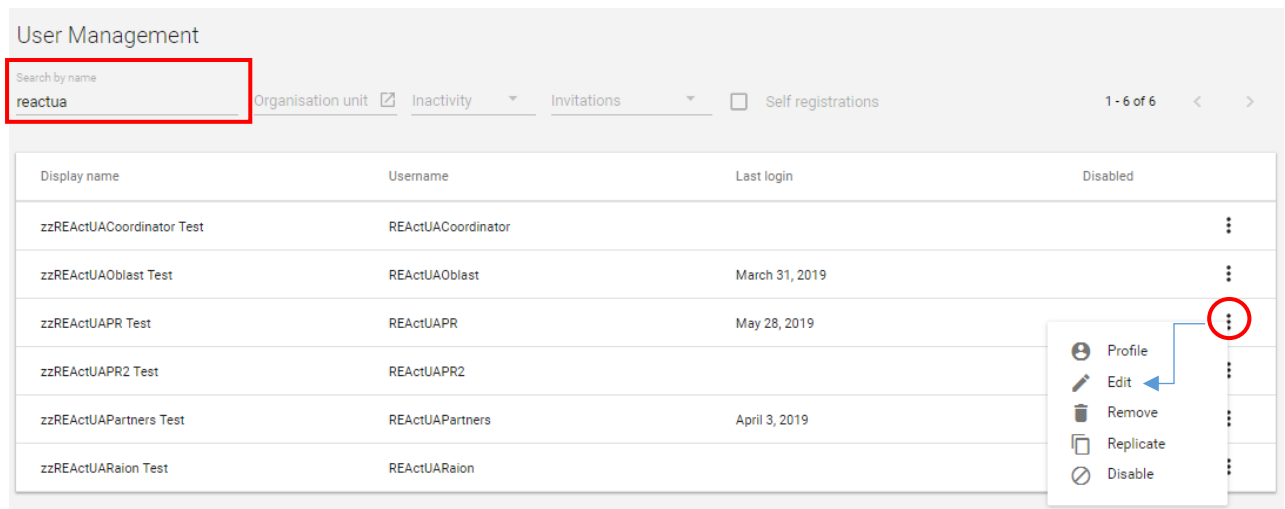 User Management
Search by name
reactua Organisation unit Inactivity Invitations Self registrations 1 - 6 of 6
Display name Username Last login Disabled
zzREActUACoordinator Test REActUACoordinator
zzREActUAOblast Test REActUAOblast March 31, 2019
zzREActUAPR Test REActUAPR May 28, 2019
Profile
zzREActUAPR2 Test REActUAPR2
Edit
Remove
zzREActUAPartners Test REActUAPartners April 3, 2019
Replicate
zzREActUARaion Test REActUARaion
Disable